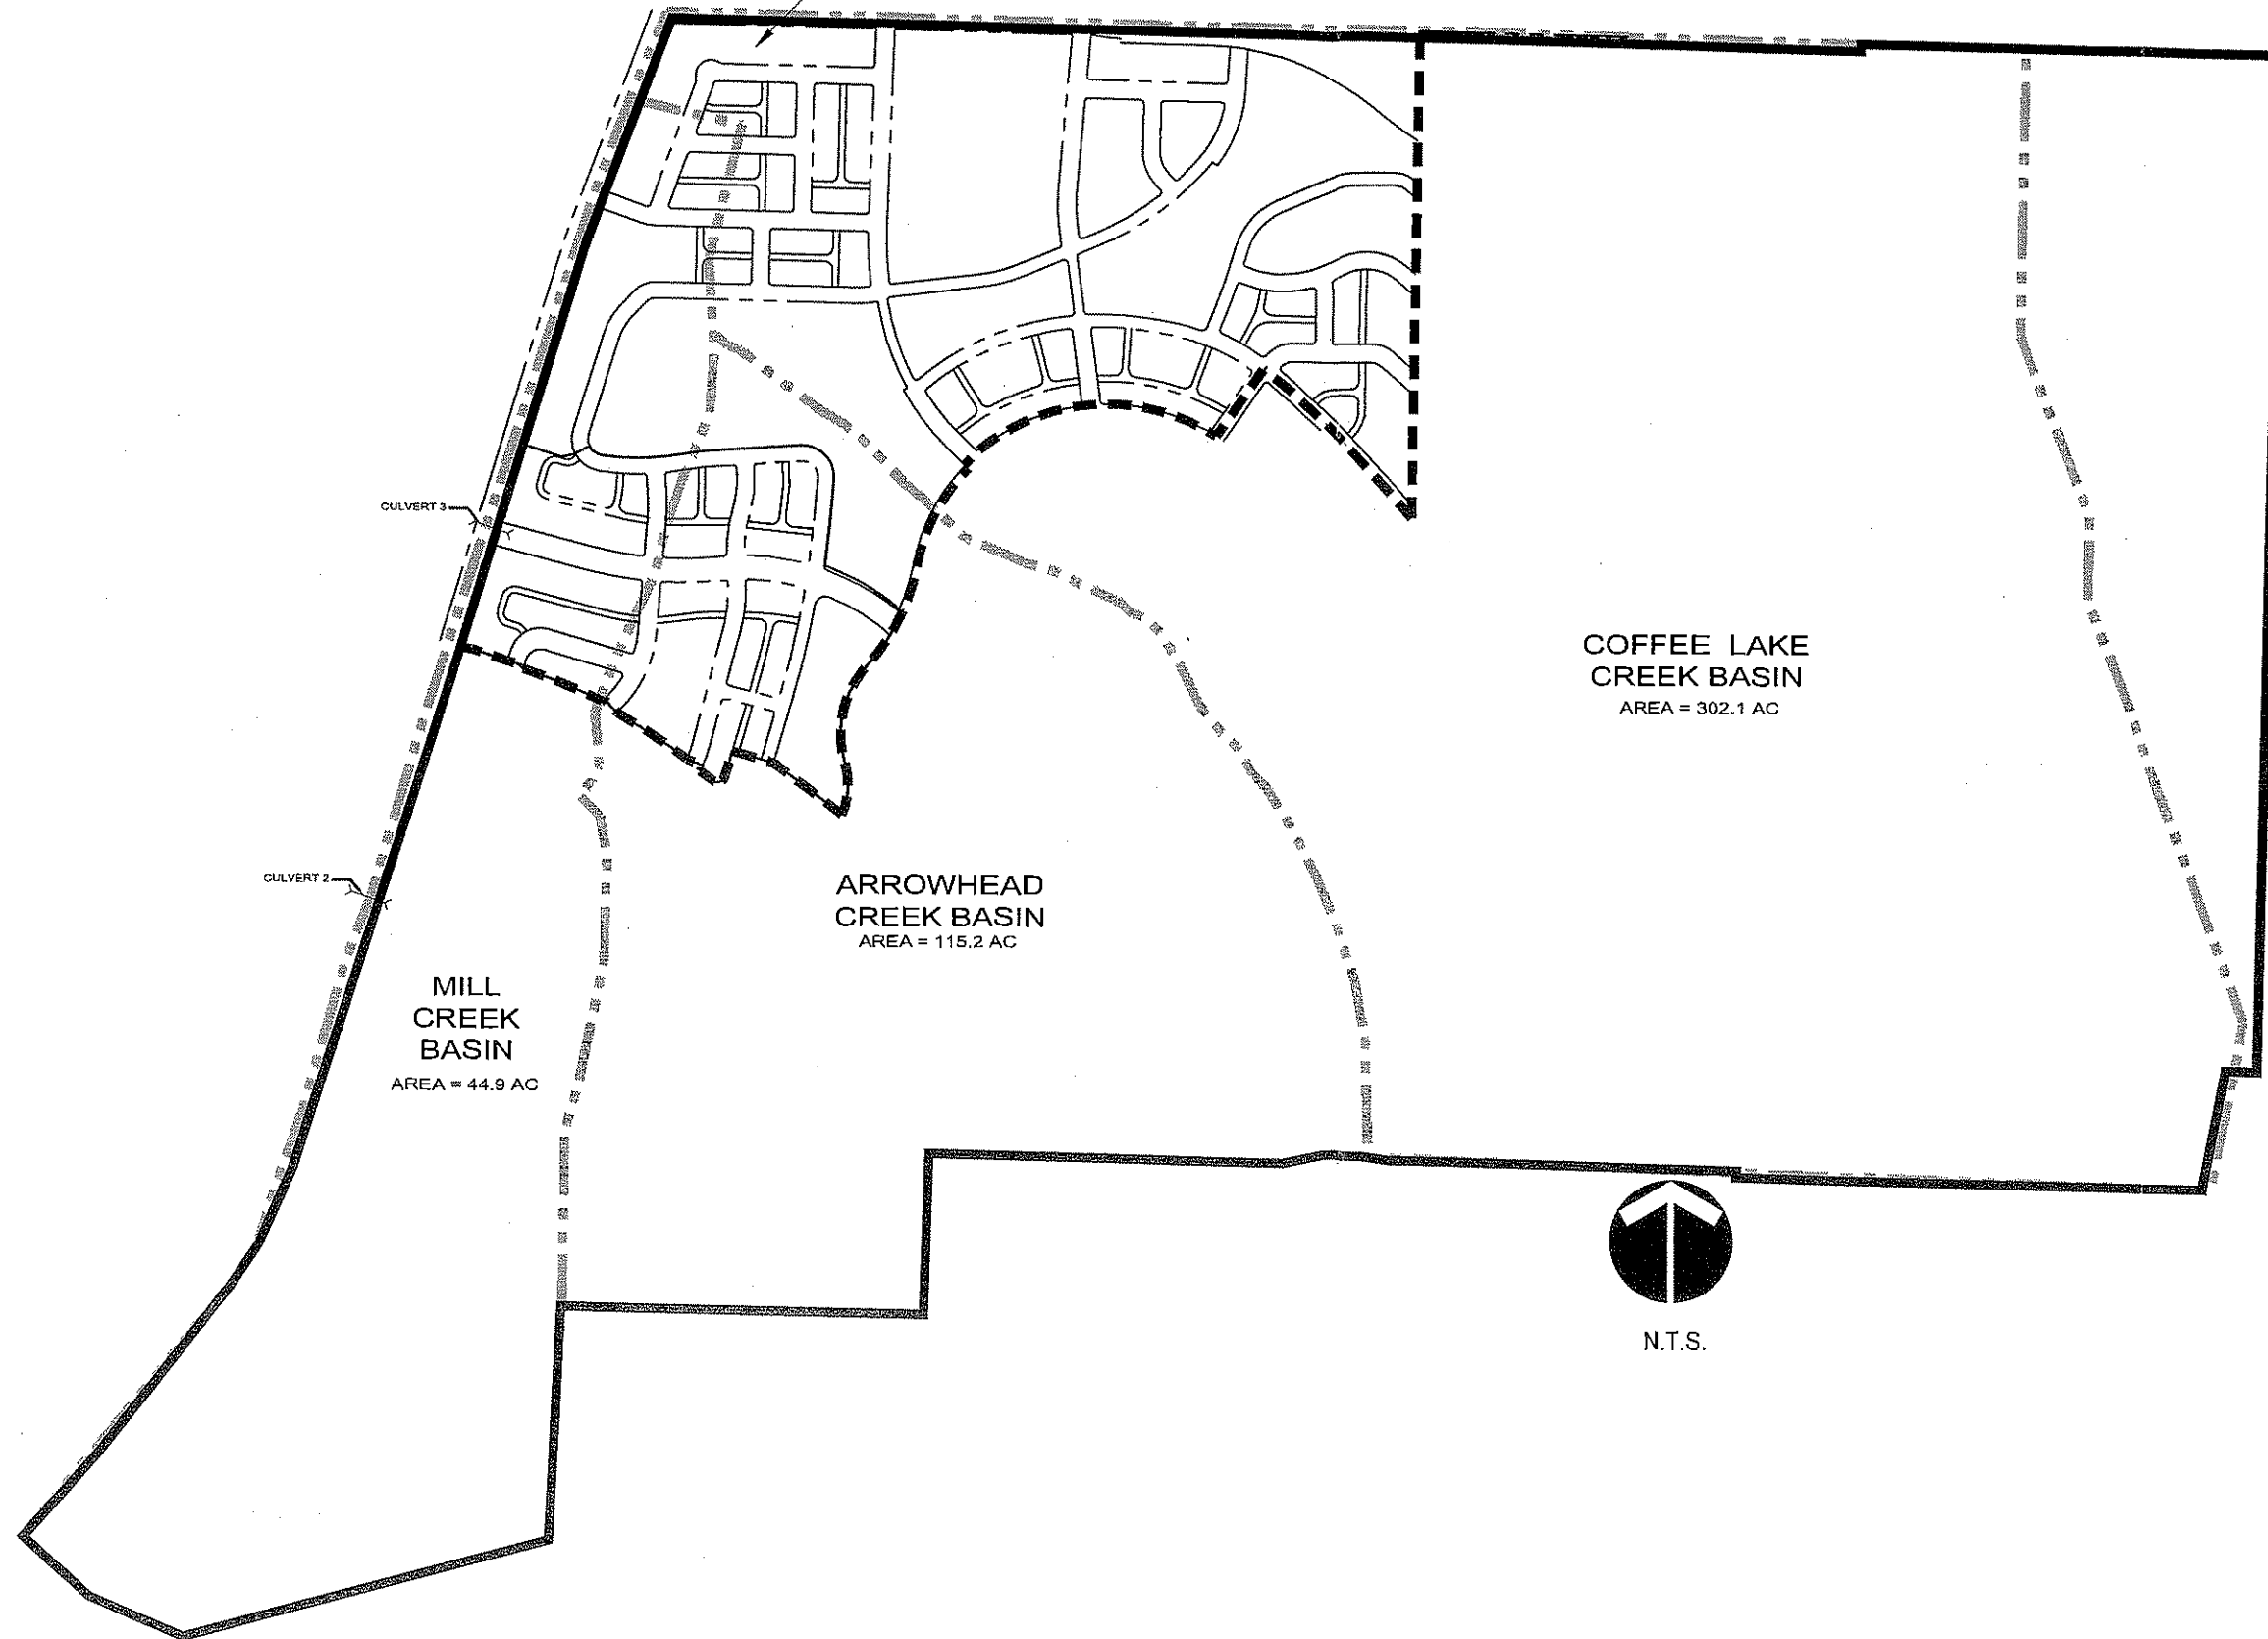 CULVERT 3
COFFEE LAKE
CREEK BASIN
AREA = 302.1 AC
CULVERT 2
ARROWHEAD
CREEK BASIN
AREA = 115.2 AC
MILL
CREEK
BASIN
AREA = 44.9 AC
N.T.S.